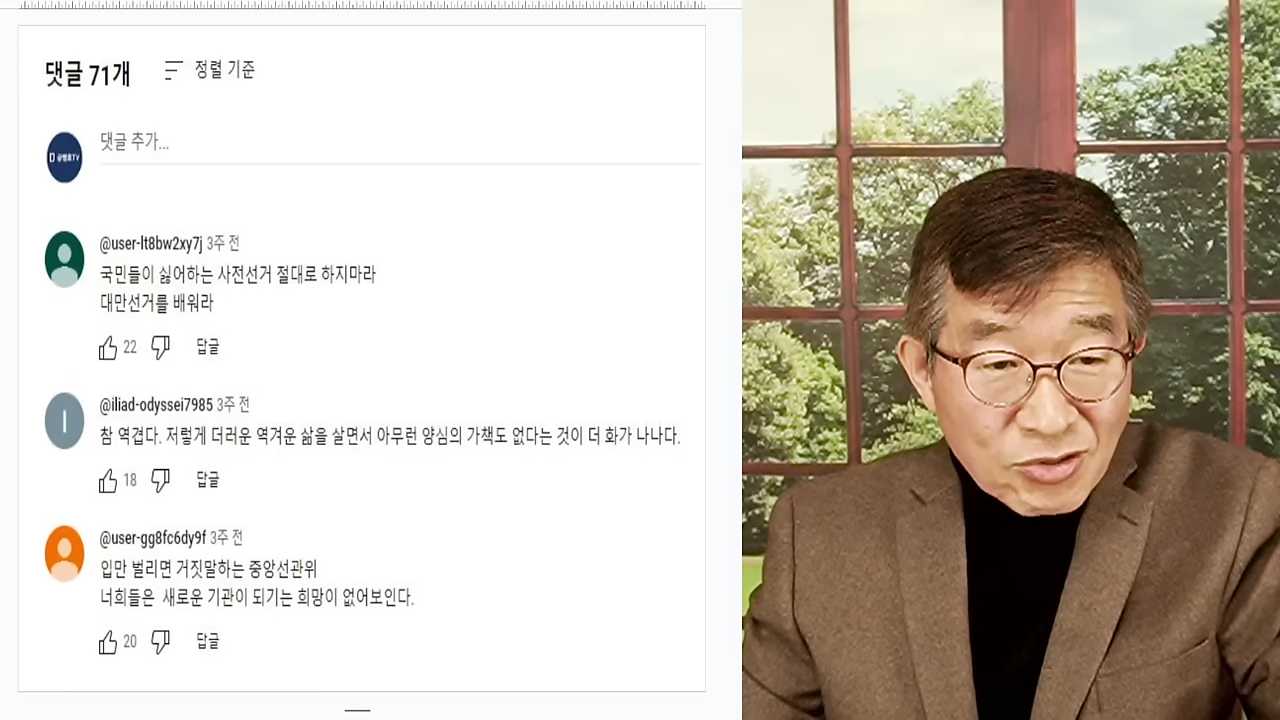 댓글 71개
정렬 기준
공병호TV
댓글 추가...
@user-lt8bw2xy7j 3주 전
국민들이 싫어하는 사전선거 절대로 하지마라
대만선거를 배워라
22 답글
I
@iliad-odyssei7985 3주 전
참 역겹다. 저렇게 더러운 역겨운 삶을 살면서 아무런 양심의 가책도 없다는 것이 더 화가 나나다.
18 답글
@user-gg8fc6dy9f 3주 전
입만 벌리면 거짓말하는 중앙선관위
너희들은 새로운 기관이 되기는 희망이 없어보인다.
20 답글